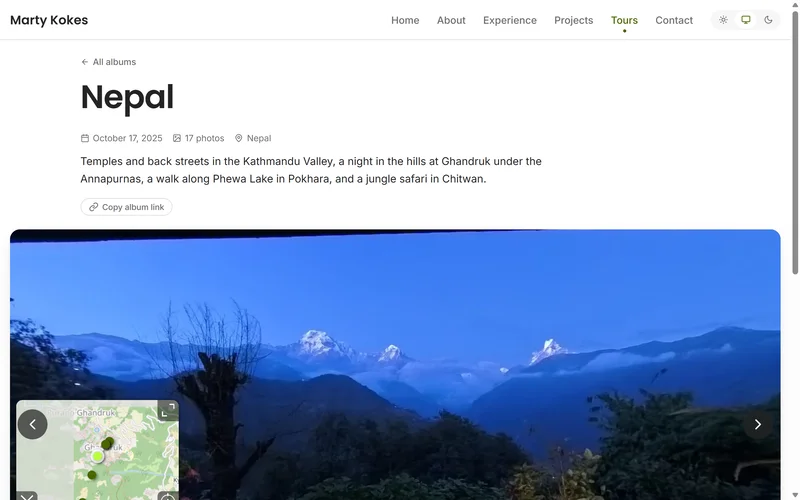 Marty Kokes
Home About Experience Projects Tours Contact
All albums
Nepal
October 17, 2025 17 photos Nepal
Temples and back streets in the Kathmandu Valley, a night in the hills at Ghandruk under the
Annapurnas, a walk along Phewa Lake in Pokhara, and a jungle safari in Chitwan.
Copy album link
Ghandruk